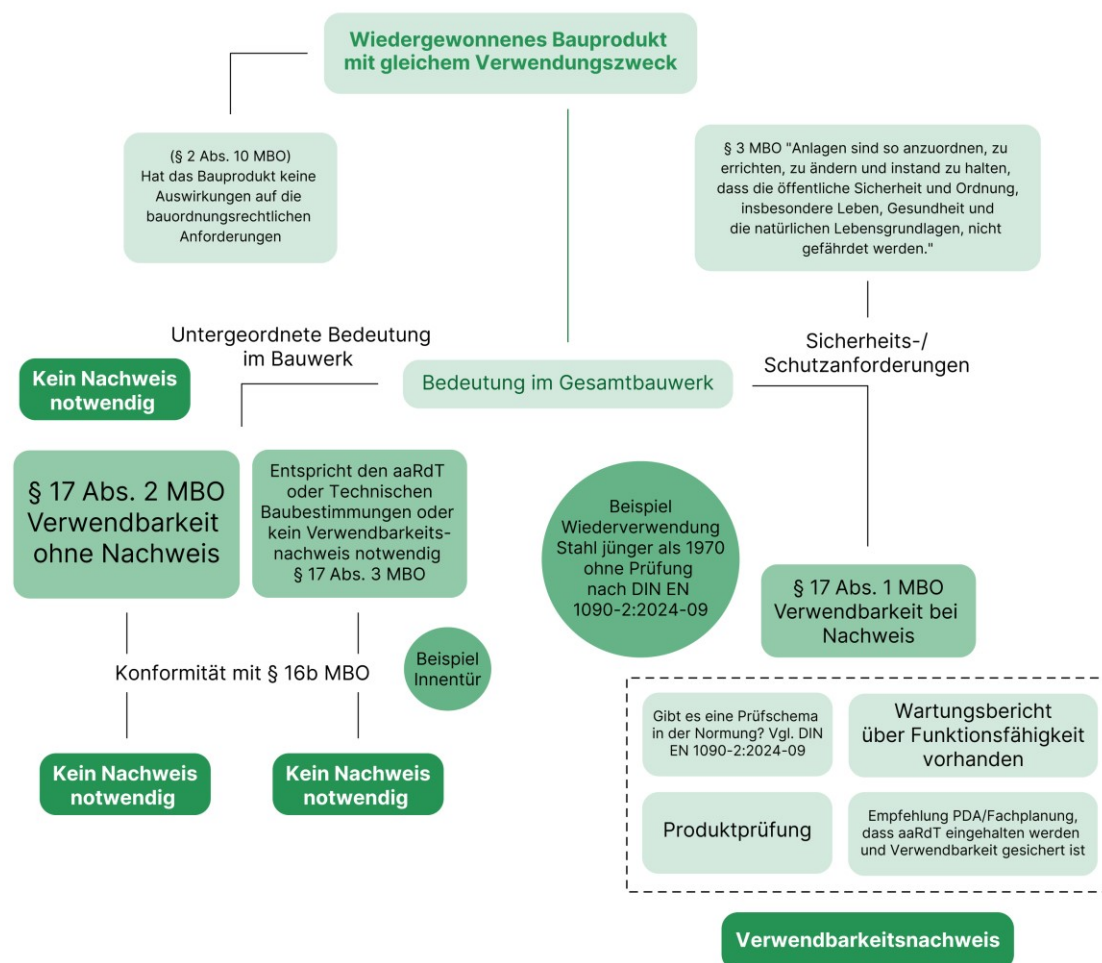 Wiedergewonnenes Bauprodukt
mit gleichem Verwendungszweck
(§ 2 Abs. 10 MBO)
Hat das Bauprodukt keine
Auswirkungen auf die
bauordnungsrechtlichen
Anforderungen
§ 3 MBO "Anlagen sind so anzuordnen, zu
errichten, zu ändern und instand zu halten,
dass die öffentliche Sicherheit und Ordnung,
insbesondere Leben, Gesundheit und
die natürlichen Lebensgrundlagen, nicht
gefährdet werden."
Untergeordnete Bedeutung
im Bauwerk
Sicherheits-/
Schutzanforderungen
Kein Nachweis
notwendig
Bedeutung im Gesamtbauwerk
§ 17 Abs. 2 MBO
Verwendbarkeit
ohne Nachweis
Entspricht den aaRdT
oder Technischen
Baubestimmungen oder
kein Verwendbarkeits-
nachweis notwendig
§ 17 Abs. 3 MBO
Beispiel
Wiederverwendung
Stahl jünger als 1970
ohne Prüfung
nach DIN EN
1090-2:2024-09
§ 17 Abs. 1 MBO
Verwendbarkeit bei
Nachweis
Konformität mit § 16b MBO
Beispiel
Innentür
Gibt es eine Prüfschema
in der Normung? Vgl. DIN
EN 1090-2:2024-09
Wartungsbericht
über Funktionsfähigkeit
vorhanden
Kein Nachweis
notwendig
Kein Nachweis
notwendig
Produktprüfung
Empfehlung PDA/Fachplanung,
dass aaRdT eingehalten werden
und Verwendbarkeit gesichert ist
Verwendbarkeitsnachweis